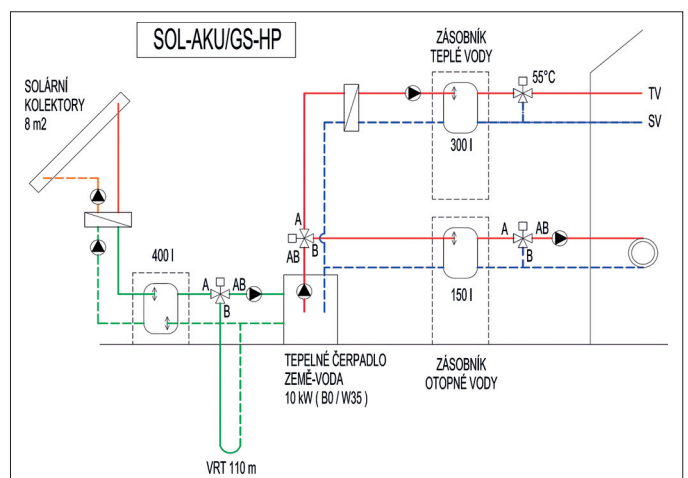 SOL-AKU/GS-HP
ZÁSOBNÍK
TEPLÉ VODY
55°C
SOLÁRNÍ
KOLEKTORY
8 m2
TV
SV
300 l
A
B
AB
A
AB
B
400 l
A
AB
B
150 l
TEPELNÉ ČERPADLO
ZEMĚ-VODA
10 kW ( B0 / W35 )
ZÁSOBNÍK
OTOPNÉ VODY
VRT 110 m